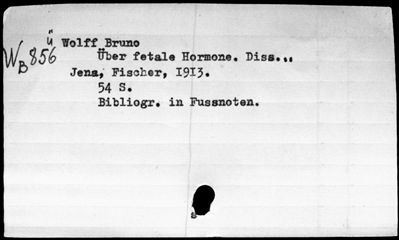 ü Wolff Bruno
WB 856 Über fetale Hormone. Diss...
Jena, Fischer, 1913.
54 S.
Bibliogr. in Fussnoten.